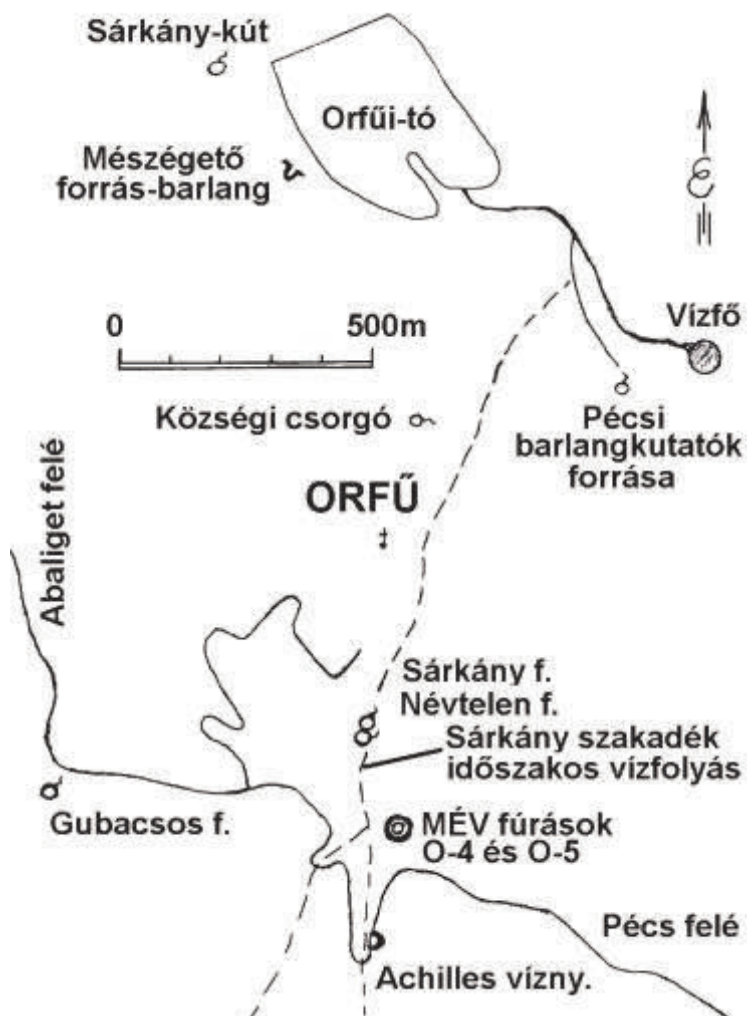 Sárkány-kút
Orfűi-tó
Mészégető
forrás-barlang
É
0
500m
Vízfő
Községi csorgó
Pécsi
barlangkutatók
forrása
ORFŰ
Abaliget felé
Sárkány f.
Névtelen f.
Sárkány szakadék
időszakos vízfolyás
Gubacsos f.
MÉV fúrások
O-4 és O-5
Pécs felé
Achilles vízny.